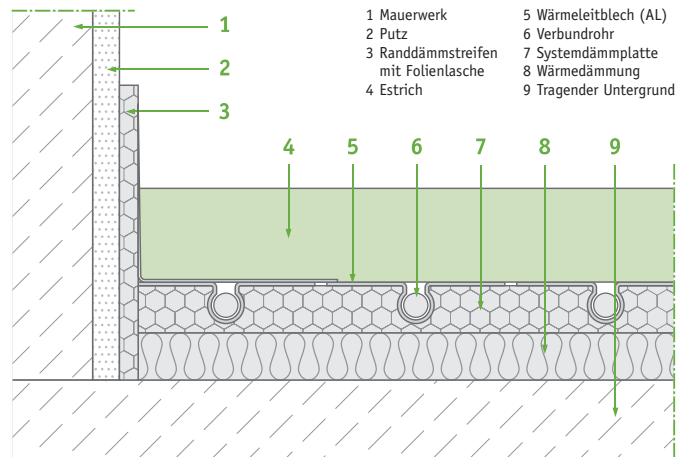 1 Mauerwerk
2 Putz
3 Randdämmstreifen
mit Folienlasche
4 Estrich
5 Wärmeleitblech (AL)
6 Verbundrohr
7 Systemdämmplatte
8 Wärmedämmung
9 Tragender Untergrund
1
2
3
4
5
6
7
8
9